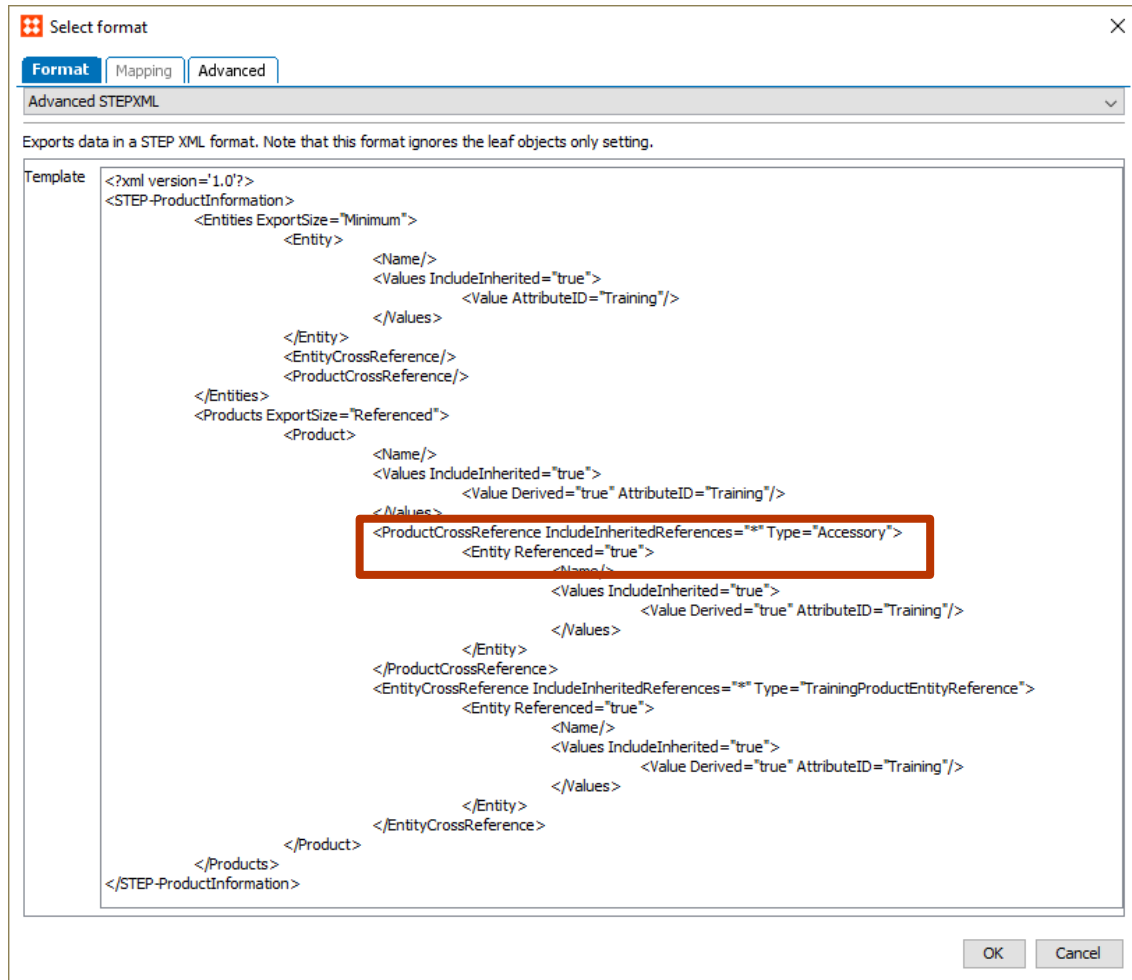 Select format
Format Mapping Advanced
Advanced STEPXML
Exports data in a STEP XML format. Note that this format ignores the leaf objects only setting.
Template
<?xml version='1.0'?>
<STEP-ProductInformation>
<Entities ExportSize="Minimum">
<Entity>
<Name/>
<Values IncludeInherited="true">
<Value AttributeID="Training"/>
</Values>
</Entity>
<EntityCrossReference/>
<ProductCrossReference/>
</Entities>
<Products ExportSize="Referenced">
<Product>
<Name/>
<Values IncludeInherited="true">
<Value Derived="true" AttributeID="Training"/>
</Values>
<ProductCrossReference IncludeInheritedReferences="*" Type="Accessory">
<Entity Referenced="true">
<Name/>
<Values IncludeInherited="true">
<Value Derived="true" AttributeID="Training"/>
</Values>
</Entity>
</ProductCrossReference>
<EntityCrossReference IncludeInheritedReferences="*" Type="TrainingProductEntityReference">
<Entity Referenced="true">
<Name/>
<Values IncludeInherited="true">
<Value Derived="true" AttributeID="Training"/>
</Values>
</Entity>
</EntityCrossReference>
</Product>
</Products>
</STEP-ProductInformation>
OK Cancel